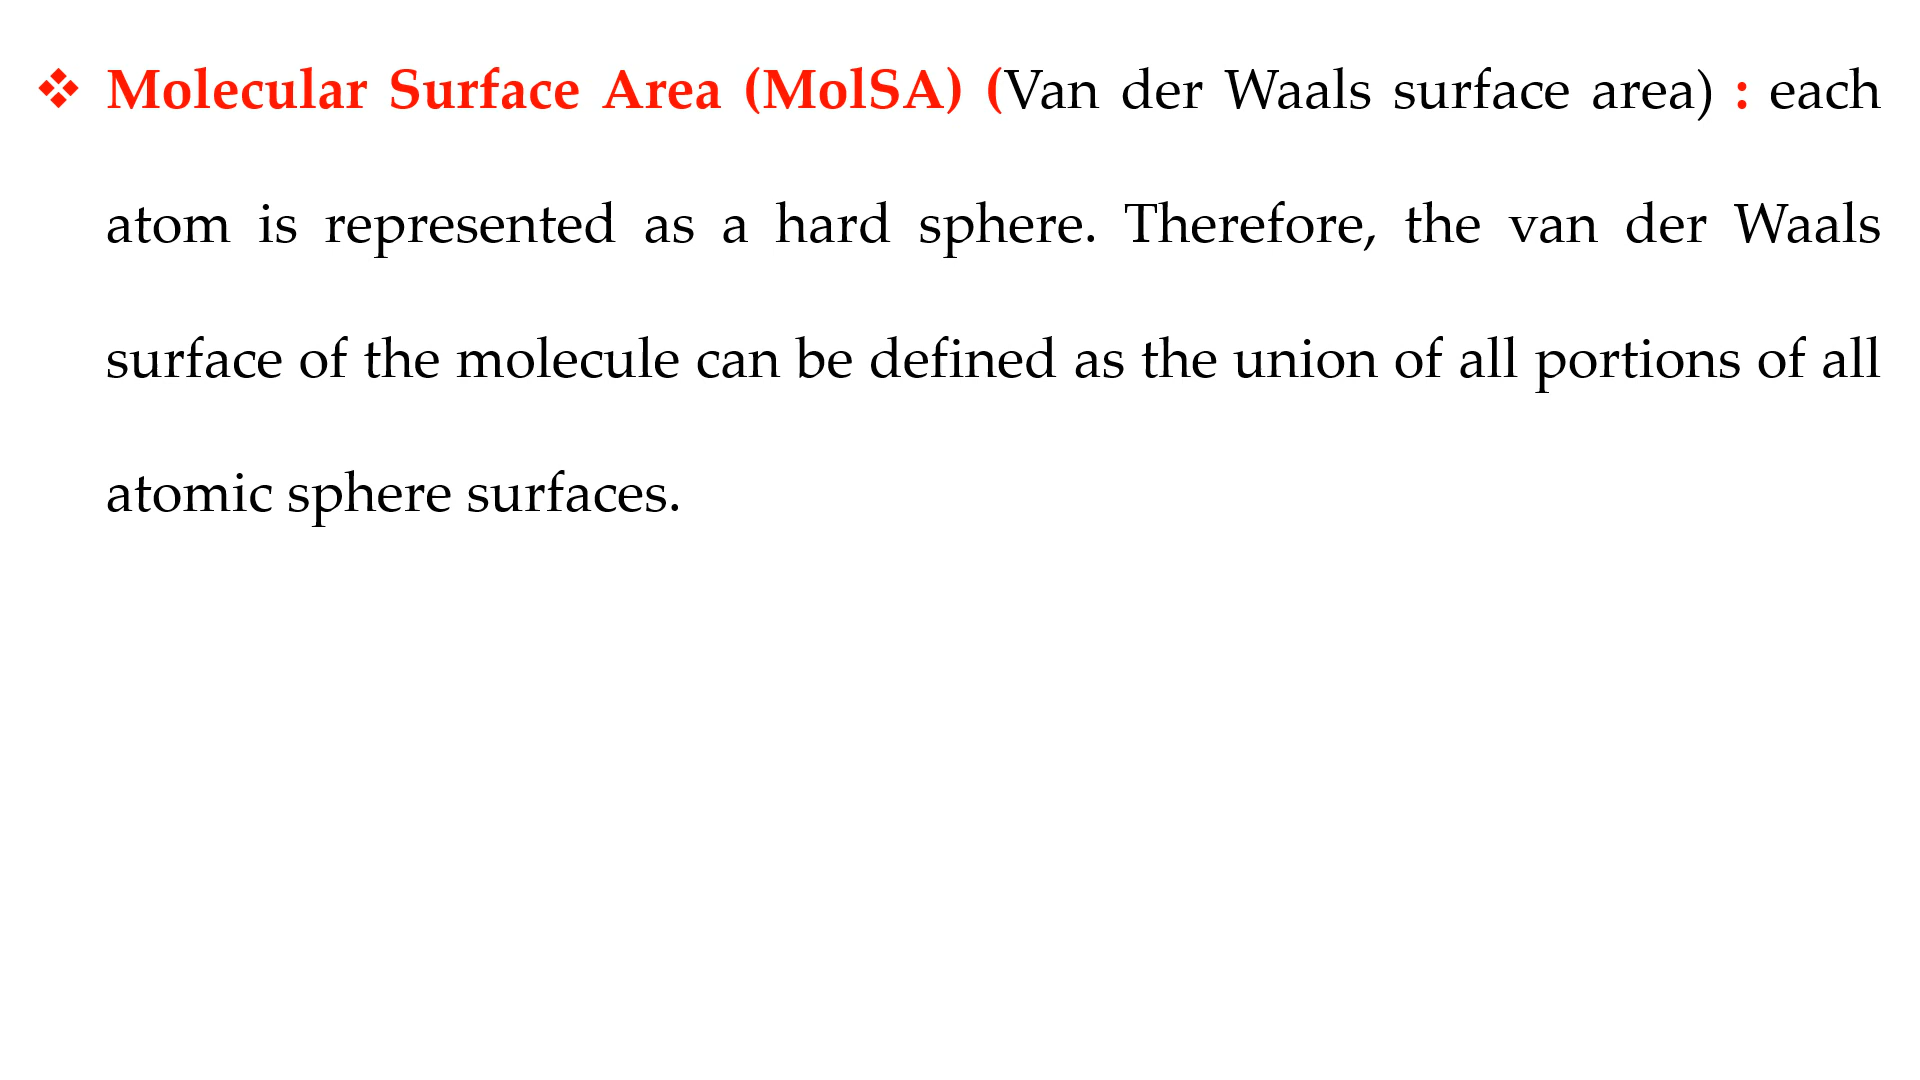 ❖ Molecular Surface Area (MolSA) (Van der Waals surface area) : each
atom is represented as a hard sphere. Therefore, the van der Waals
surface of the molecule can be defined as the union of all portions of all
atomic sphere surfaces.